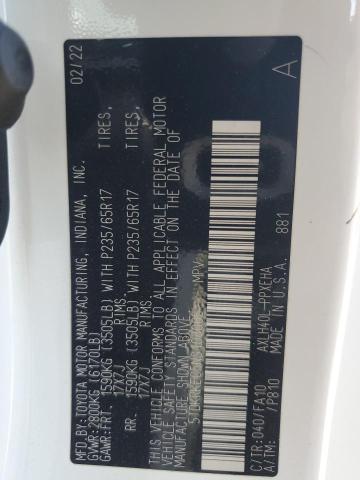 MFD.BY:TOYOTA MOTOR MANUFACTURING, INDIANA, INC. 02/22
GVWR:2800KG (6170LB)
GAWR:FRT. 1590KG (3505LB) WITH P235/65R17 TIRES,
17X7J RIMS,
RR. 1590KG (3505LB) WITH P235/65R17 TIRES,
17X7J RIMS.
THIS VEHICLE CONFORMS TO ALL APPLICABLE FEDERAL MOTOR
VEHICLE SAFETY STANDARDS IN EFFECT ON THE DATE OF
MANUFACTURE SHOWN ABOVE.
MPV
A
C/TR:040/FA10 AXLH40L-PPXEHA 881
A/TM: /P810 MADE IN U.S.A.